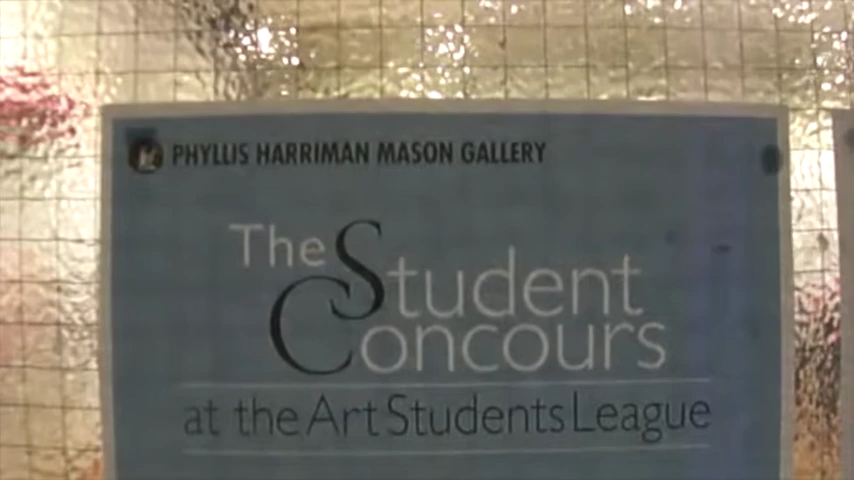 PHYLLIS HARRIMAN MASON GALLERY
The Student
Concours
at the Art Students League